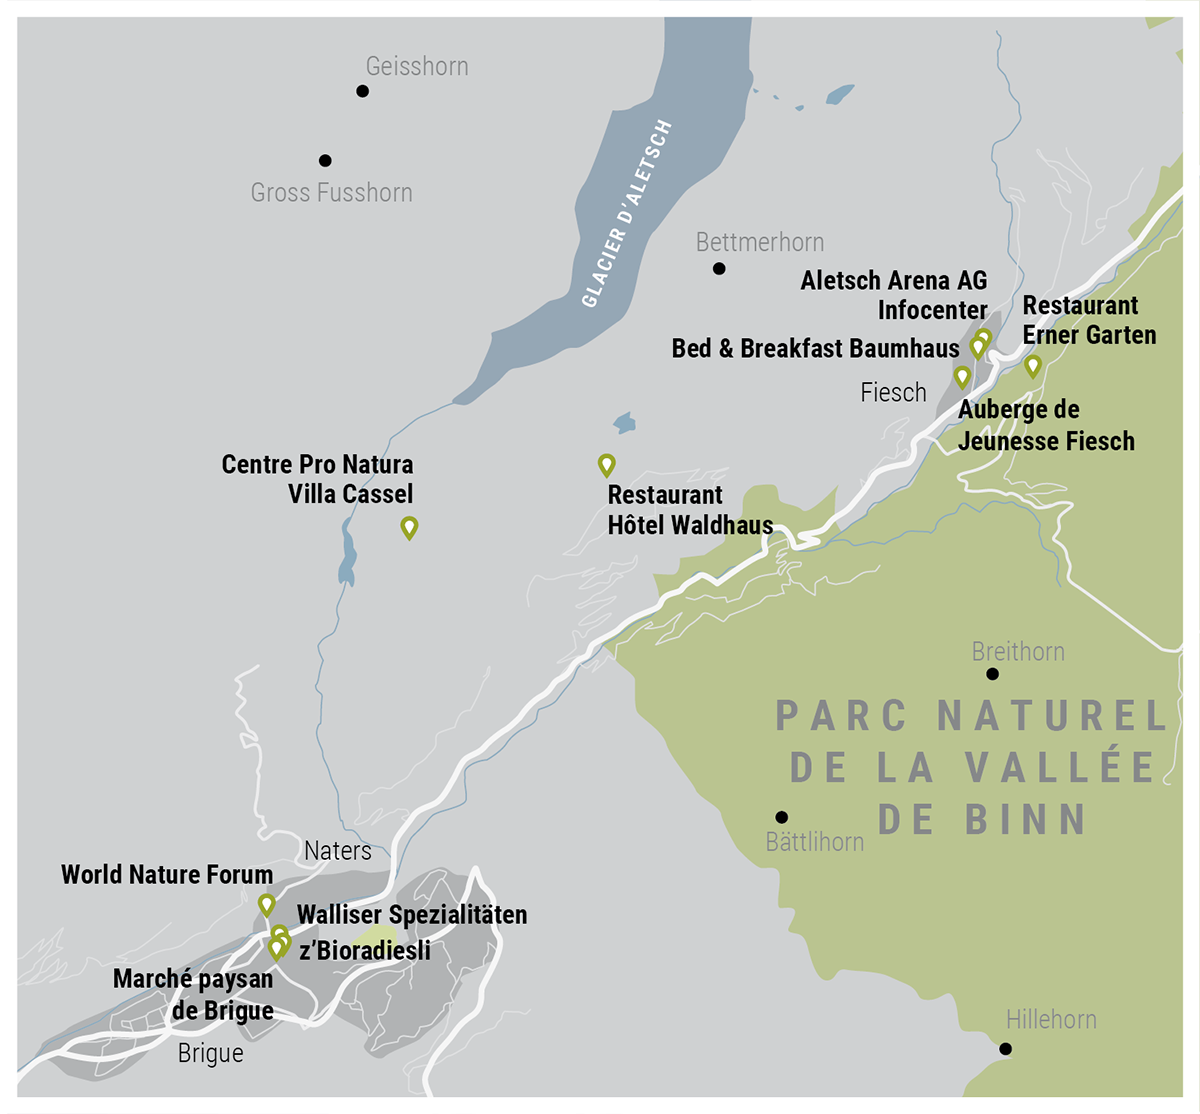 Geisshorn
Gross Fusshorn
GLACIER D'ALETSCH
Bettmerhorn
Aletsch Arena AG
Infocenter
Restaurant
Erner Garten
Bed & Breakfast Baumhaus
Fiesch
Auberge de
Jeunesse Fiesch
Centre Pro Natura
Villa Cassel
Restaurant
Hôtel Waldhaus
Breithorn
PARC NATUREL
DE LA VALLÉE
DE BINN
Bättlihorn
Naters
World Nature Forum
Walliser Spezialitäten
z’Bioradiesli
Marché paysan
de Brigue
Brigue
Hillehorn